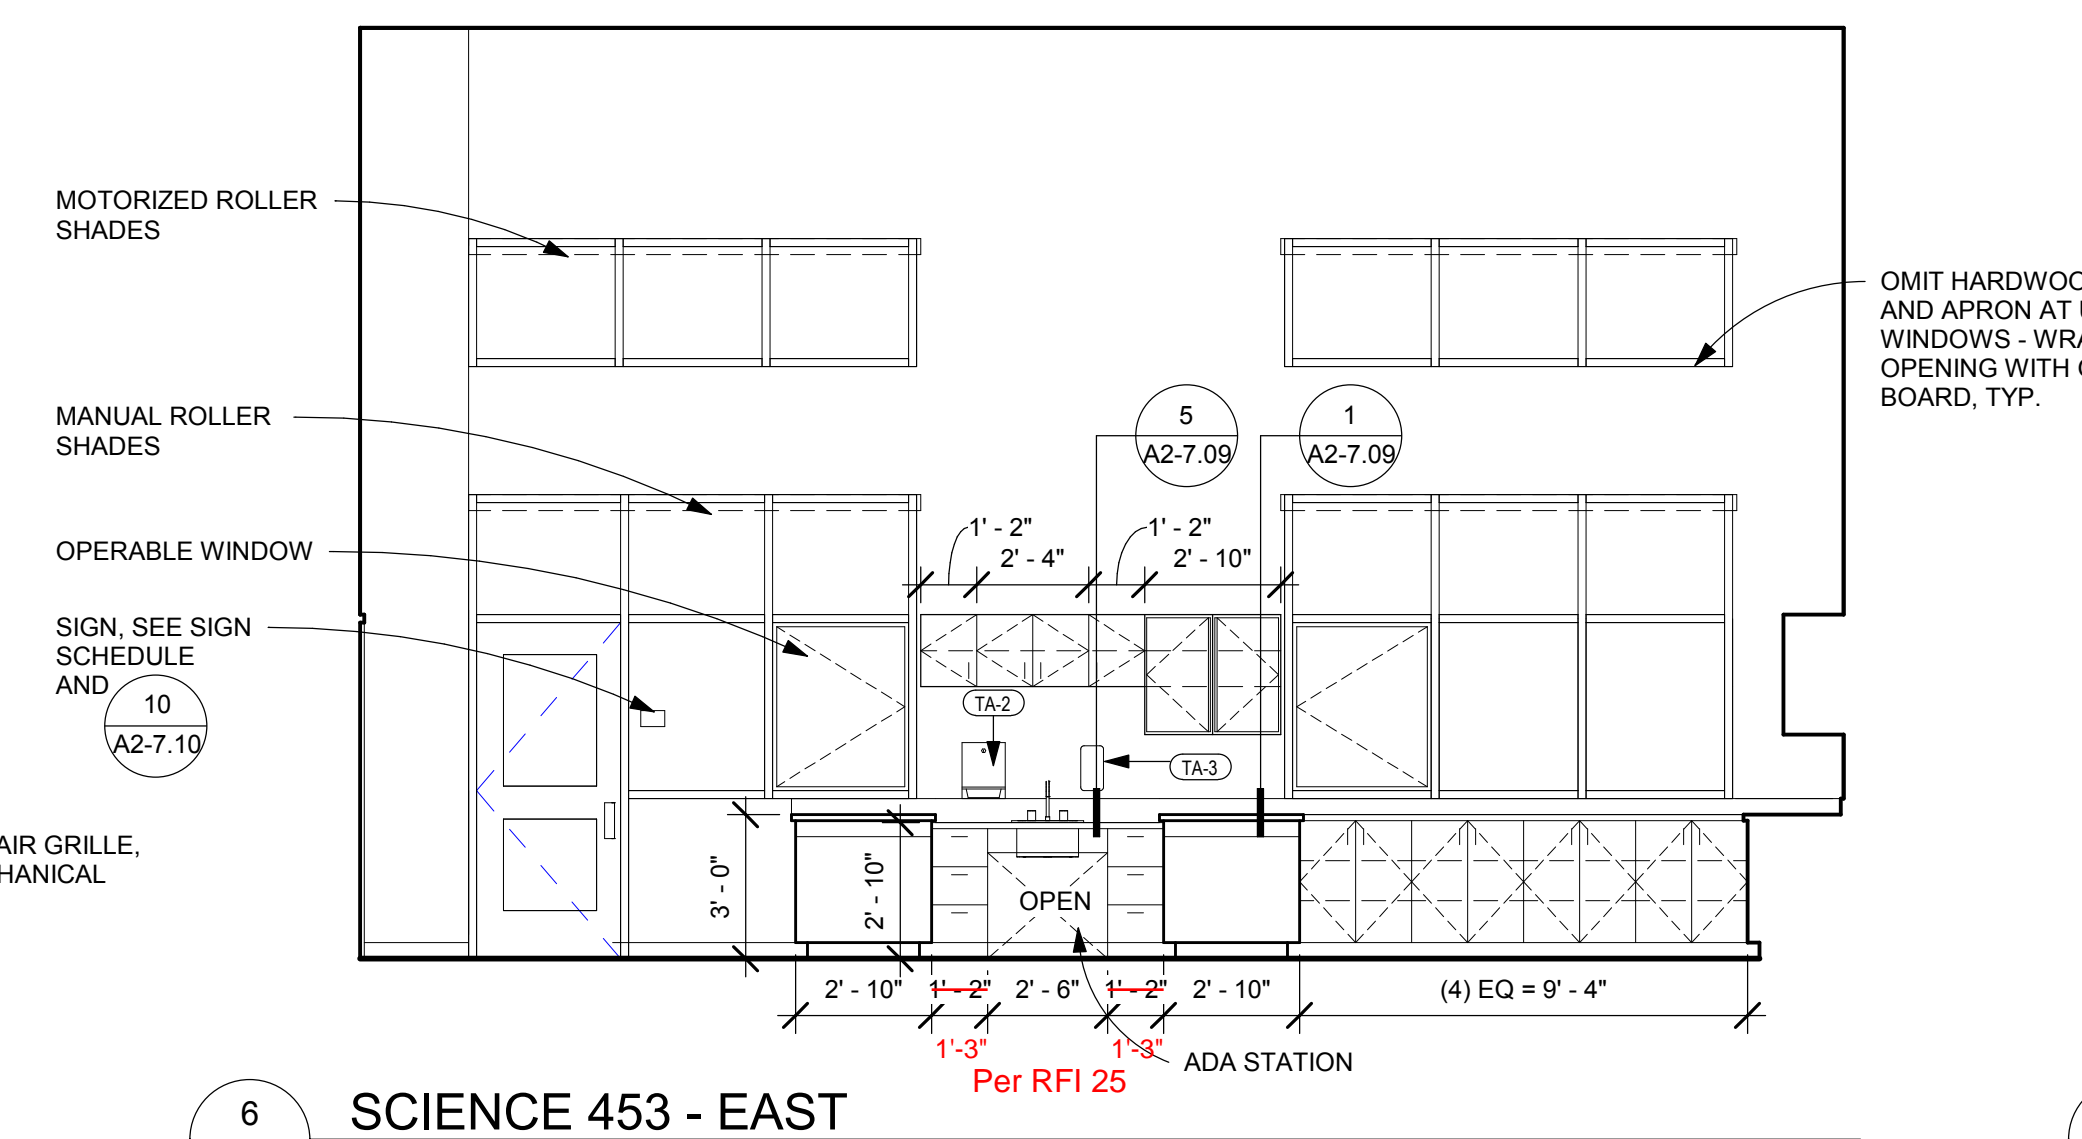 MOTORIZED ROLLER
SHADES
MANUAL ROLLER
SHADES
OPERABLE WINDOW
SIGN, SEE SIGN
SCHEDULE
AND
10
A2-7.10
AIR GRILLE,
HANICAL
OMIT HARDWOO
AND APRON AT
WINDOWS - WRA
OPENING WITH
BOARD, TYP.
5
A2-7.09
1
A2-7.09
1' - 2"
2' - 4"
1' - 2"
2' - 10"
TA-2
TA-3
3' - 0"
2' - 10"
OPEN
2' - 10"
1' - 2"
2' - 6"
1' - 2"
2' - 10"
(4) EQ = 9' - 4"
1'-3"
1'-3"
Per RFI 25
ADA STATION
6
SCIENCE 453 - EAST